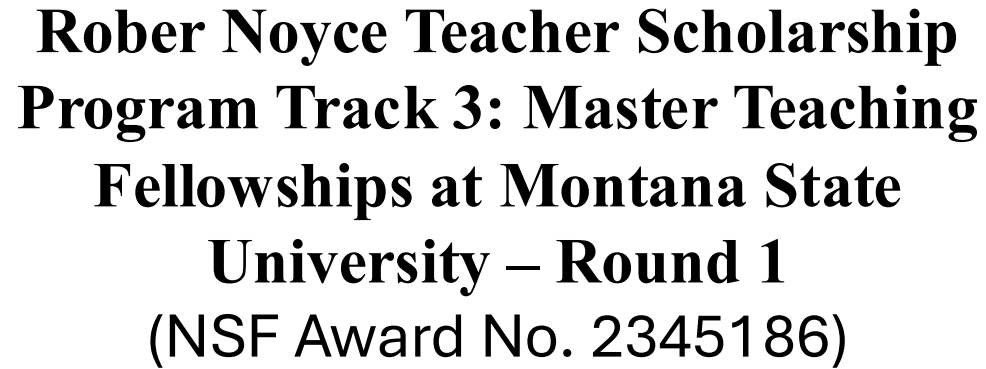 Rober Noyce Teacher Scholarship
Program Track 3: Master Teaching
Fellowships at Montana State
University – Round 1
(NSF Award No. 2345186)